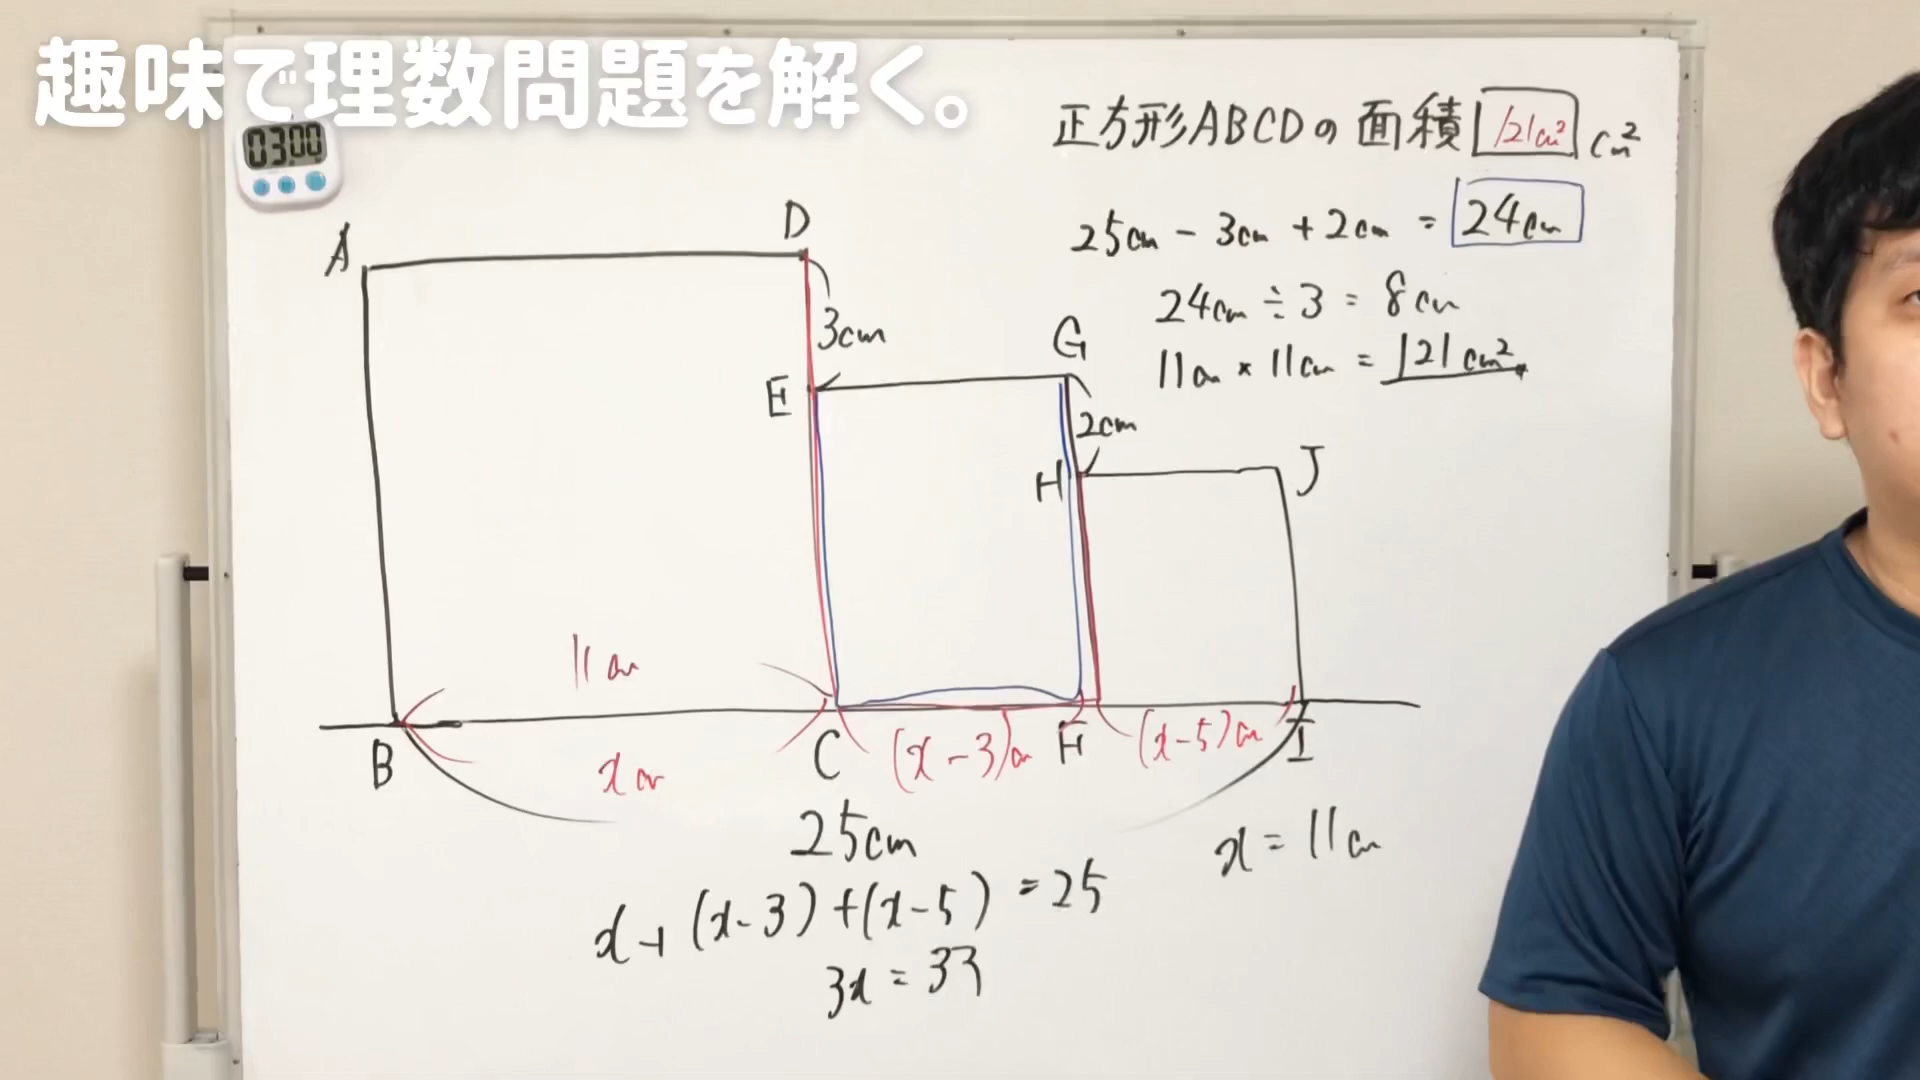 趣味で理数問題を解く。
03:00
正方形ABCDの面積 121cm² cm²
25cm - 3cm + 2cm = 24cm
24cm ÷ 3 = 8cm
11cm × 11cm = 121cm²
A
D
3cm
E
G
2cm
H
J
11cm
B
xcm
C
(x-3)cm
F
(x-5)cm
I
25cm
x+(x-3)+(x-5)=25
3x=33
x=11cm